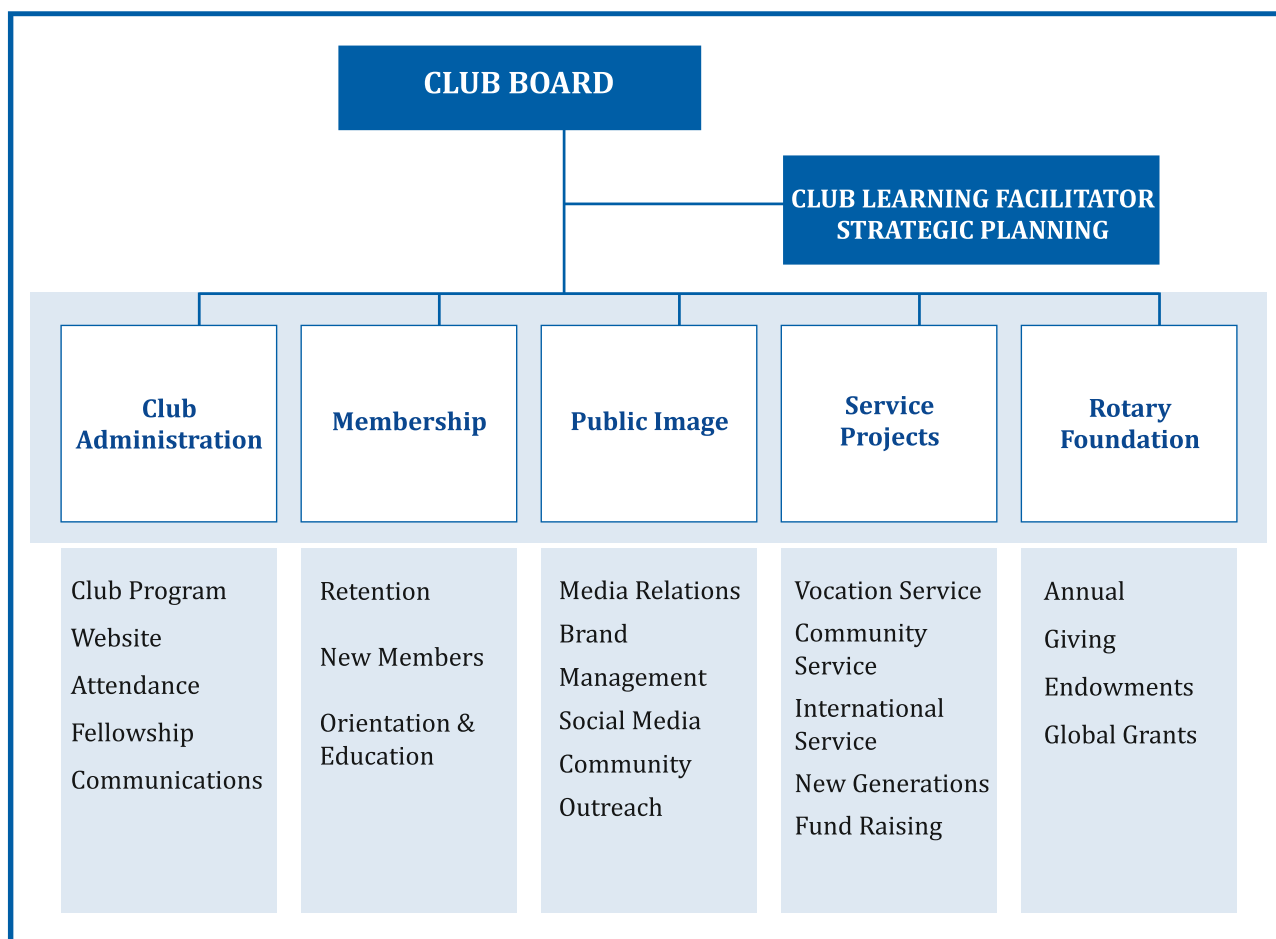 CLUB BOARD
CLUB LEARNING FACILITATOR
STRATEGIC PLANNING
Club
Administration
Membership
Public Image
Service
Projects
Rotary
Foundation
Club Program
Website
Attendance
Fellowship
Communications
Retention
New Members
Orientation &
Education
Media Relations
Brand
Management
Social Media
Community
Outreach
Vocation Service
Community
Service
International
Service
New Generations
Fund Raising
Annual
Giving
Endowments
Global Grants